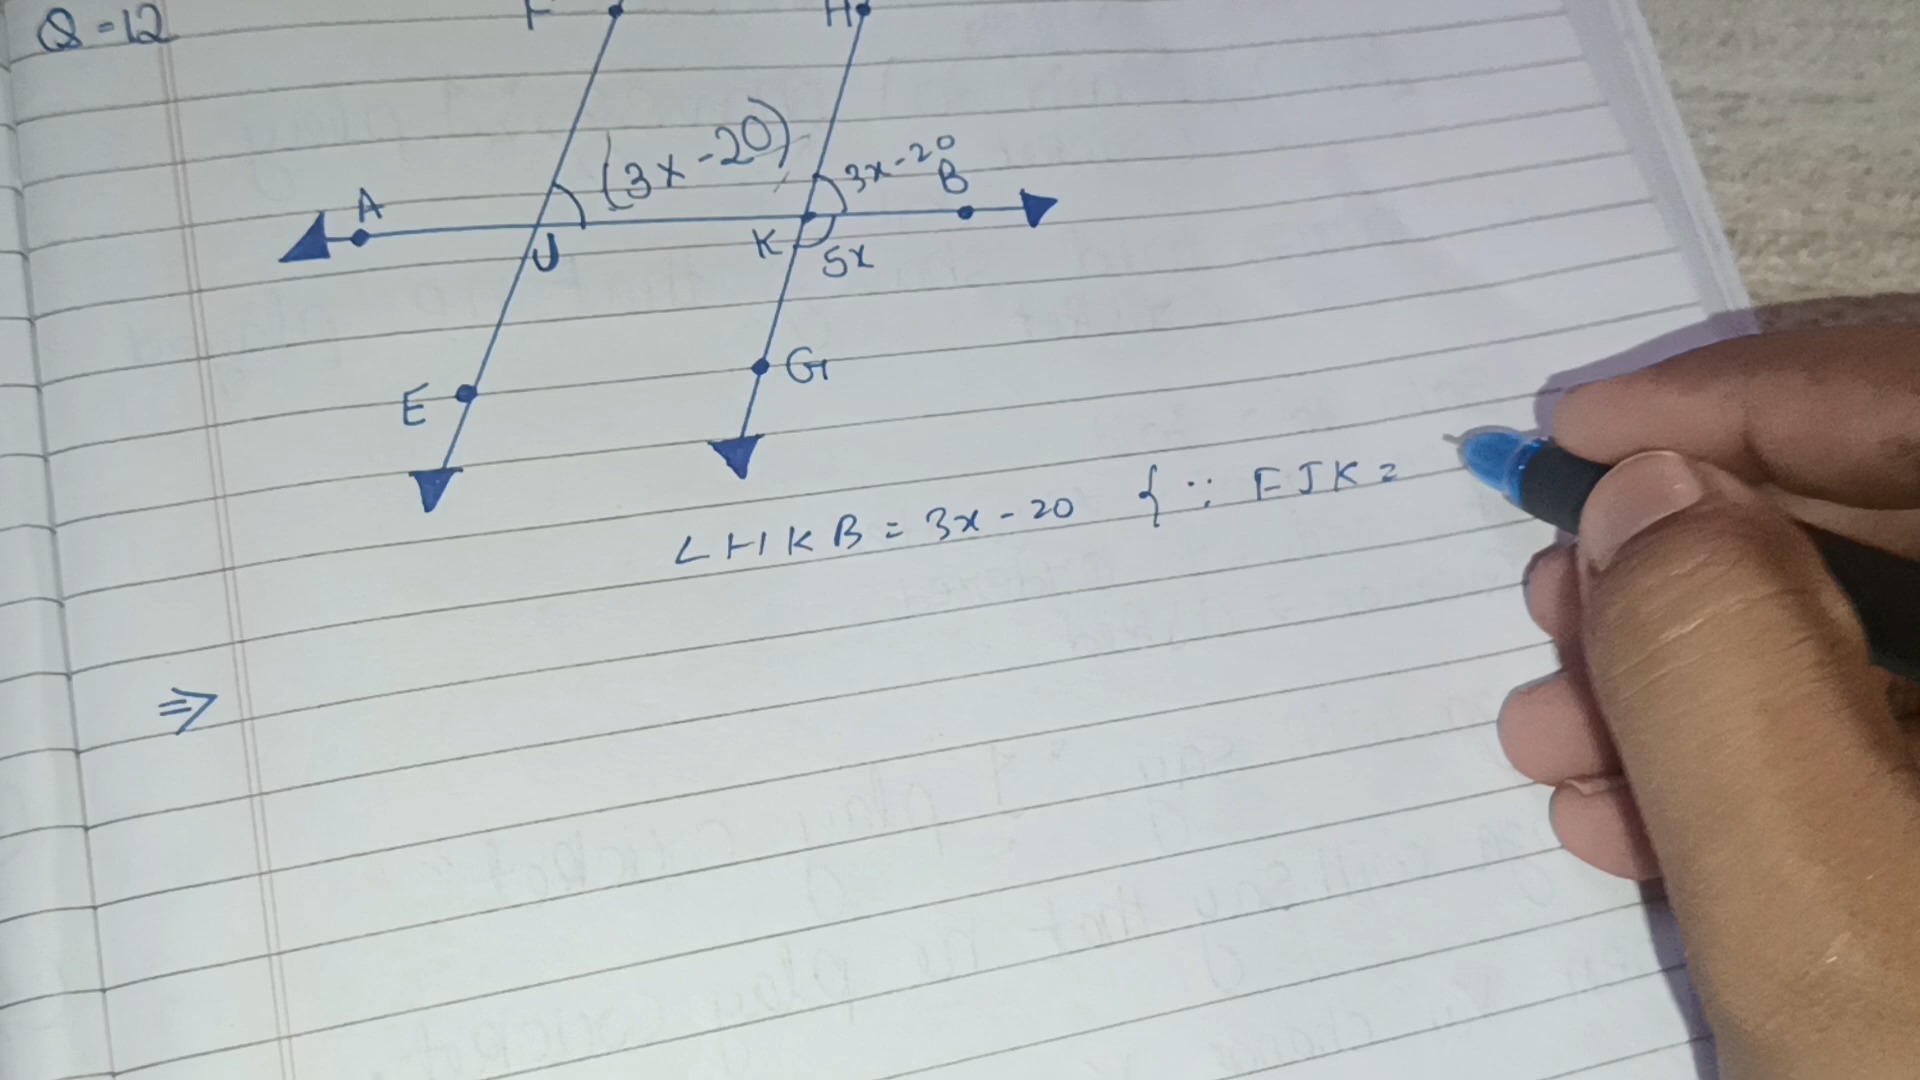 Q=12
F H
(3x-20)
3x-20
A B
J K 5x
E G
∠HKB = 3x-20 { ∵ FJK=
⇒